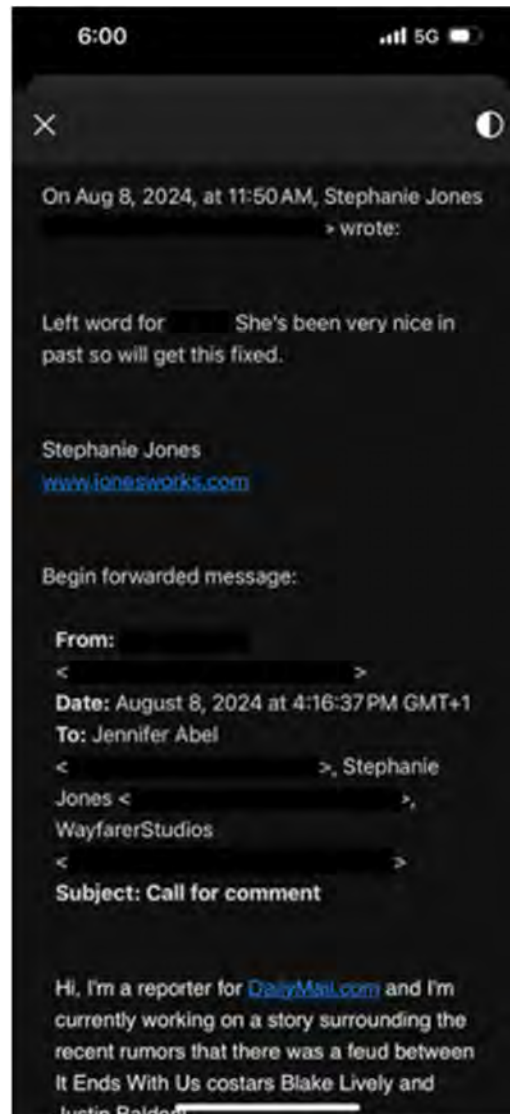 6:00
5G
On Aug 8, 2024, at 11:50 AM, Stephanie Jones
> wrote:
Left word for She's been very nice in
past so will get this fixed.
Stephanie Jones
www.jonesworks.com
Begin forwarded message:
From:
< >
Date: August 8, 2024 at 4:16:37 PM GMT+1
To: Jennifer Abel
< >, Stephanie
Jones < >,
WayfarerStudios
< >
Subject: Call for comment
Hi, I'm a reporter for DailyMail.com and I'm
currently working on a story surrounding the
recent rumors that there was a feud between
It Ends With Us costars Blake Lively and
Justin Baldoni